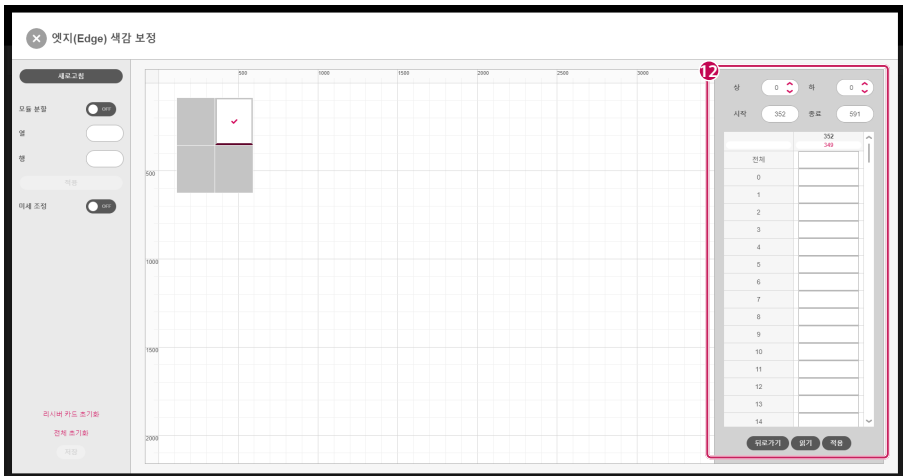 엣지(Edge) 색감 보정
새로고침
모듈 분할 OFF
열
행
적용
미세 조정 OFF
리시버 카드 초기화
전체 초기화
저장
500 1000 1500 2000 2500 3000
500
1000
1500
2000
12
상 0 하 0
시작 352 종료 591
352
349
전체
0
1
2
3
4
5
6
7
8
9
10
11
12
13
14
뒤로가기 읽기 적용